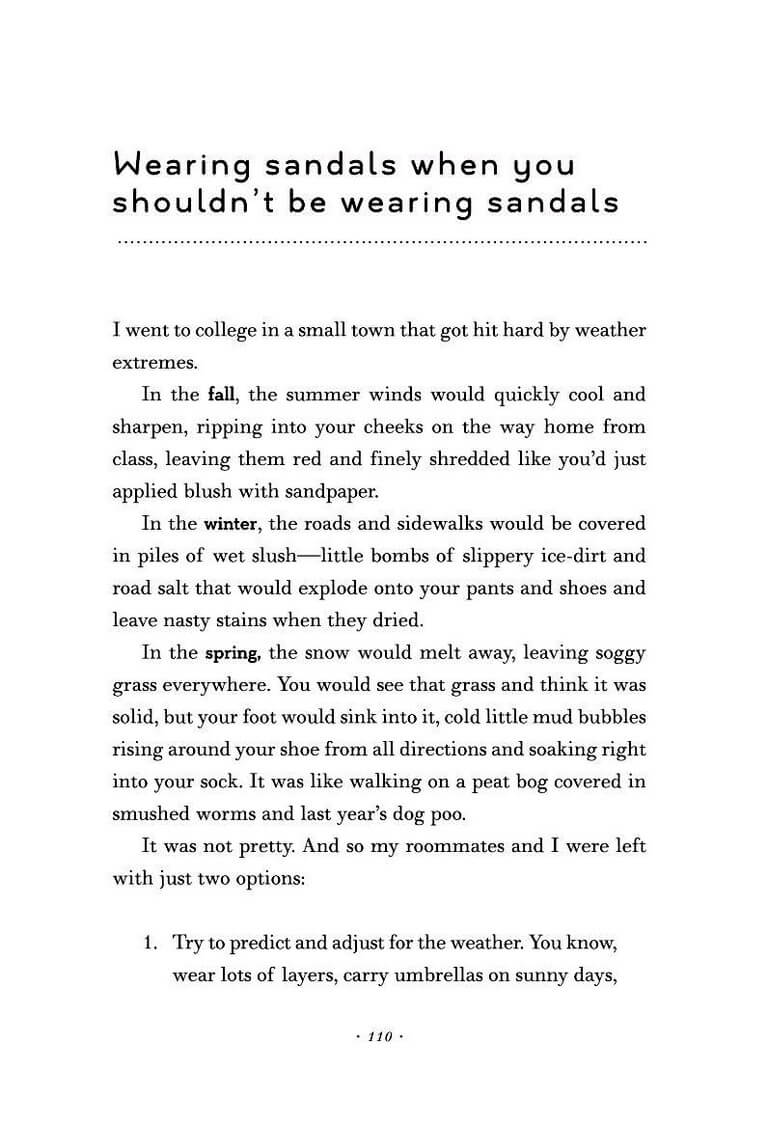 Wearing sandals when you
shouldn't be wearing sandals
I went to college in a small town that got hit hard by weather
extremes.
In the fall, the summer winds would quickly cool and
sharpen, ripping into your cheeks on the way home from
class, leaving them red and finely shredded like you'd just
applied blush with sandpaper.
In the winter, the roads and sidewalks would be covered
in piles of wet slush—little bombs of slippery ice-dirt and
road salt that would explode onto your pants and shoes and
leave nasty stains when they dried.
In the spring, the snow would melt away, leaving soggy
grass everywhere. You would see that grass and think it was
solid, but your foot would sink into it, cold little mud bubbles
rising around your shoe from all directions and soaking right
into your sock. It was like walking on a peat bog covered in
smushed worms and last year's dog poo.
It was not pretty. And so my roommates and I were left
with just two options:
1. Try to predict and adjust for the weather. You know,
wear lots of layers, carry umbrellas on sunny days,
· 110 ·